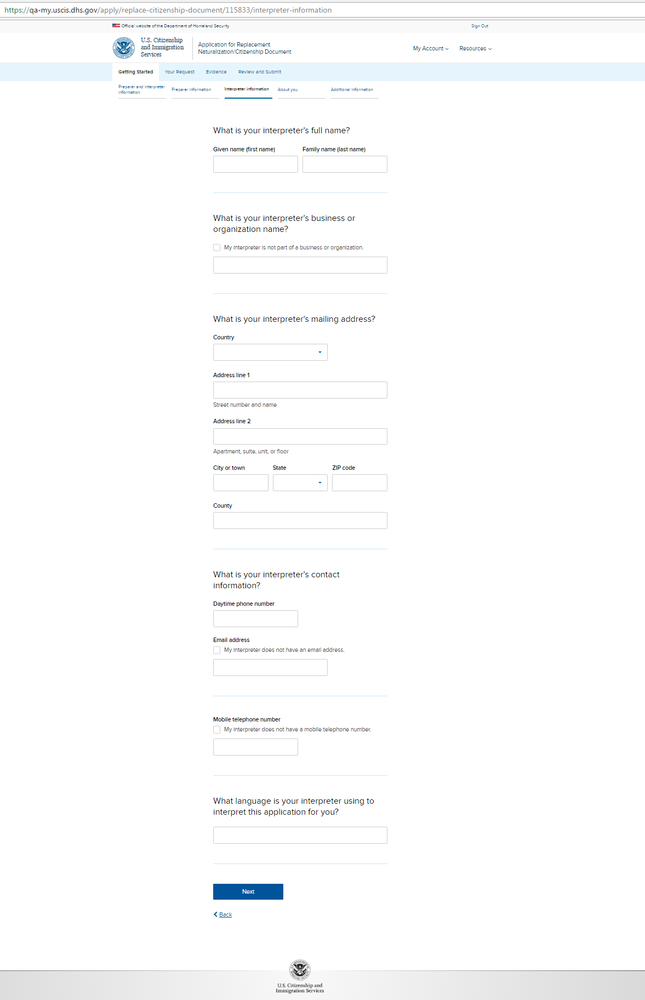 https://qa-my.uscis.dhs.gov/apply/replace-citizenship-document/115833/interpreter-information
Official website of the Department of Homeland Security
Sign Out
U.S. Citizenship
and Immigration
Services
Application for Replacement
Naturalization/Citizenship Document
My Account
Resources
Getting Started
Your Request
Evidence
Review and Submit
Preparer and Interpreter
Information
Preparer Information
Interpreter information
About you
Additional Information
What is your interpreter's full name?
Given name (first name)
Family name (last name)
What is your interpreter's business or
organization name?
My interpreter is not part of a business or organization.
What is your interpreter's mailing address?
Country
Address line 1
Street number and name
Address line 2
Apartment, suite, unit, or floor
City or town
State
ZIP code
County
What is your interpreter's contact
information?
Daytime phone number
Email address
My interpreter does not have an email address.
Mobile telephone number
My interpreter does not have a mobile telephone number.
What language is your interpreter using to
interpret this application for you?
Next
Back
U.S. Citizenship and
Immigration Services